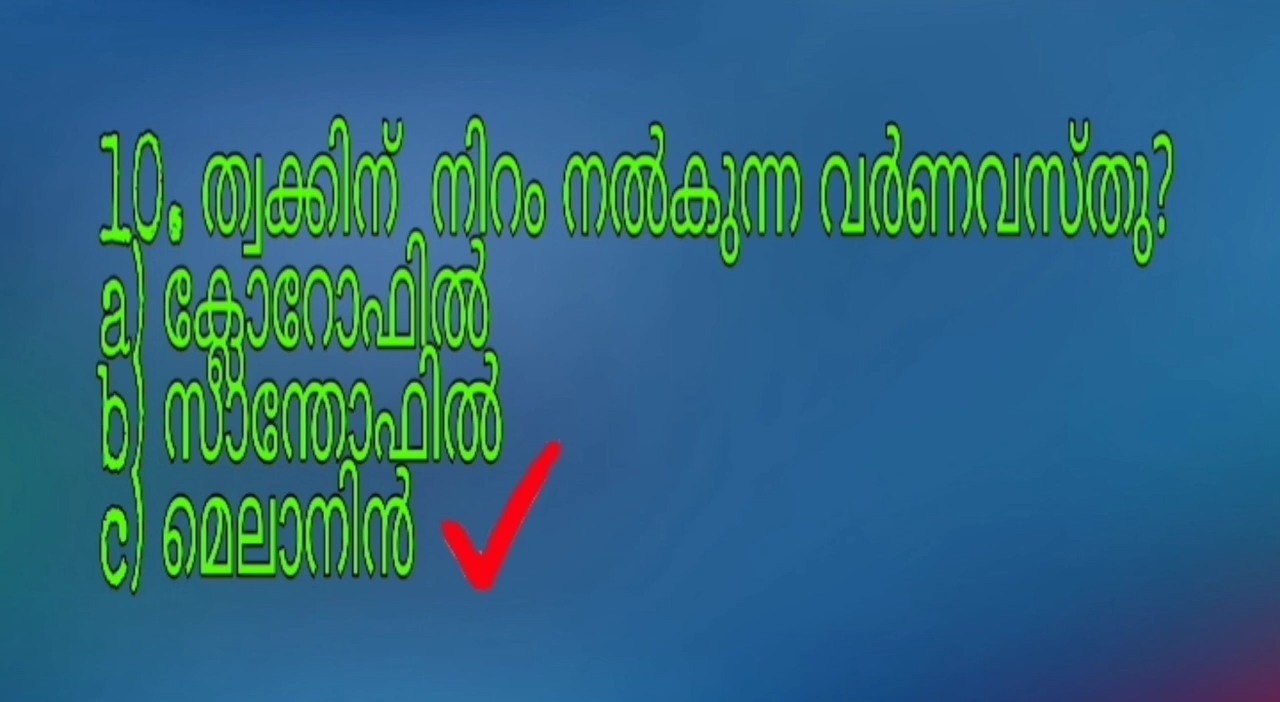 10. ത്വക്കിന് നിറം നൽകുന്ന വർണവസ്തു?
a) ക്ലോറോഫിൽ
b) സാന്തോഫിൽ
c) മെലാനിൻ